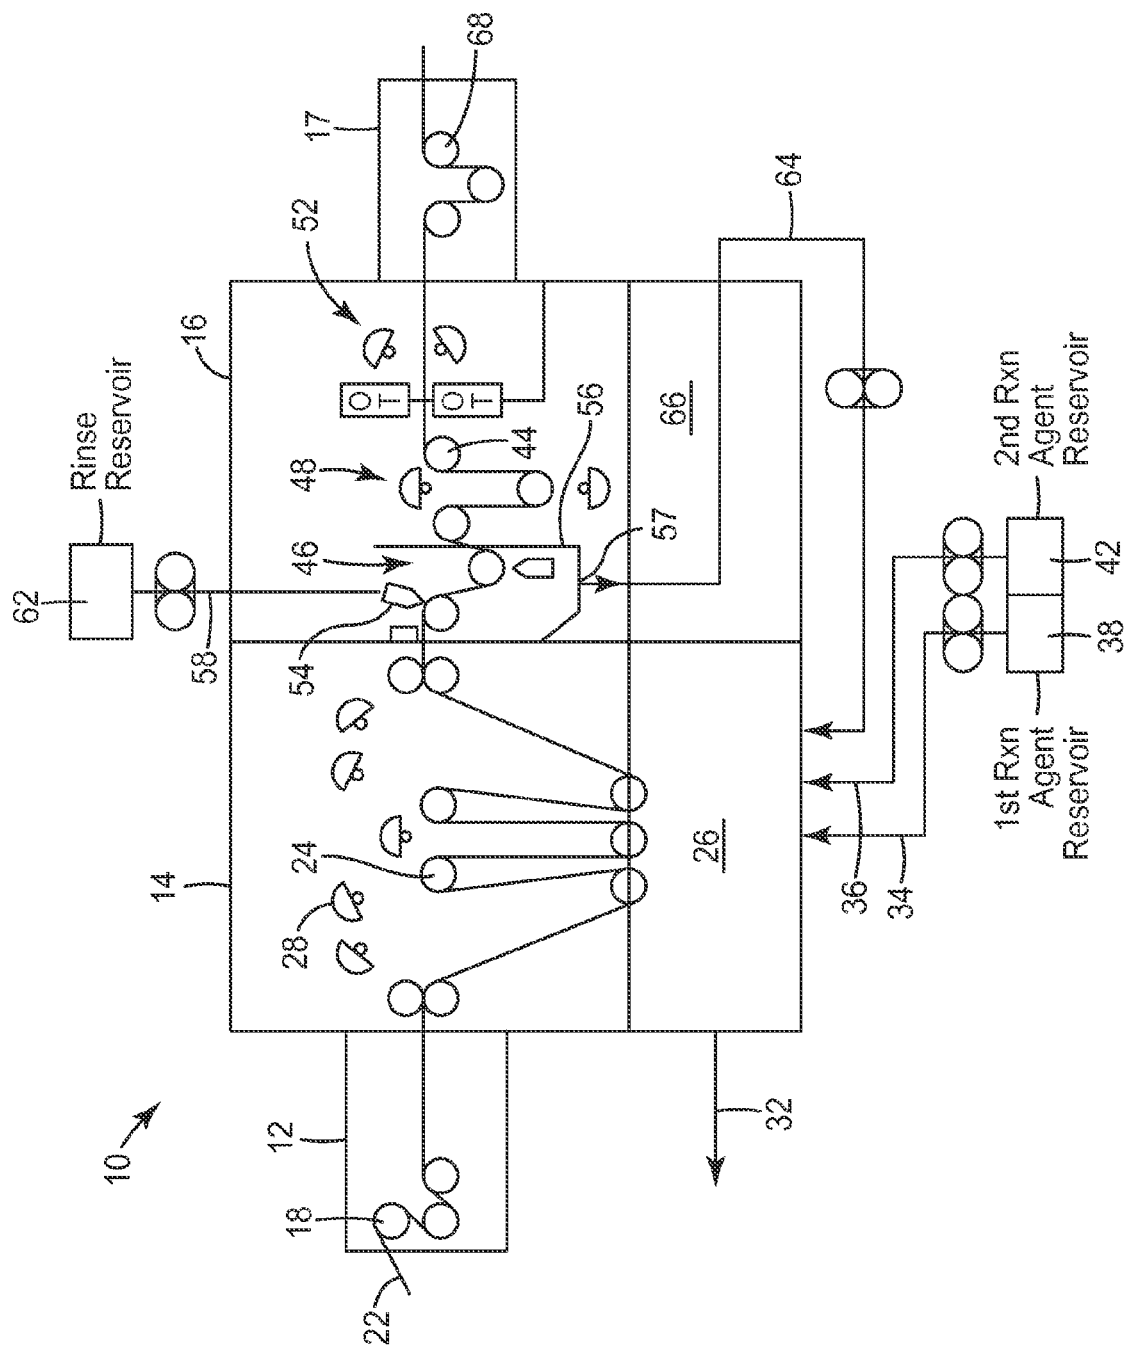 62
Rinse
Reservoir
10
14
16
58
12
18
28
24
54
46
48
52
17
22
O
T
O
T
68
44
56
57
66
26
32
64
36
34
1st Rxn
Agent
Reservoir
2nd Rxn
Agent
Reservoir
38
42